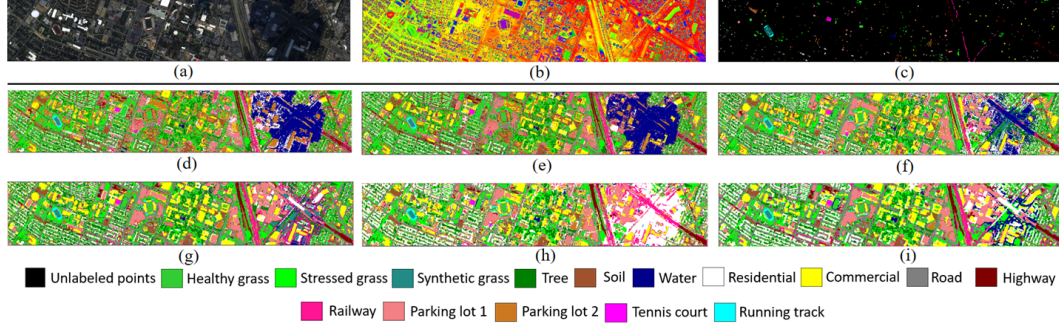 (a) (b) (c)
(d) (e) (f)
(g) (h) (i)
Unlabeled points Healthy grass Stressed grass Synthetic grass Tree Soil Water Residential Commercial Road Highway
Railway Parking lot 1 Parking lot 2 Tennis court Running track